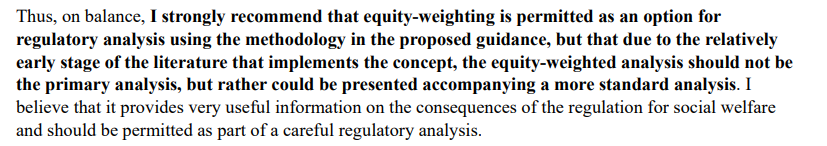 Thus, on balance, I strongly recommend that equity-weighting is permitted as an option for
regulatory analysis using the methodology in the proposed guidance, but that due to the relatively
early stage of the literature that implements the concept, the equity-weighted analysis should not be
the primary analysis, but rather could be presented accompanying a more standard analysis. I
believe that it provides very useful information on the consequences of the regulation for social welfare
and should be permitted as part of a careful regulatory analysis.